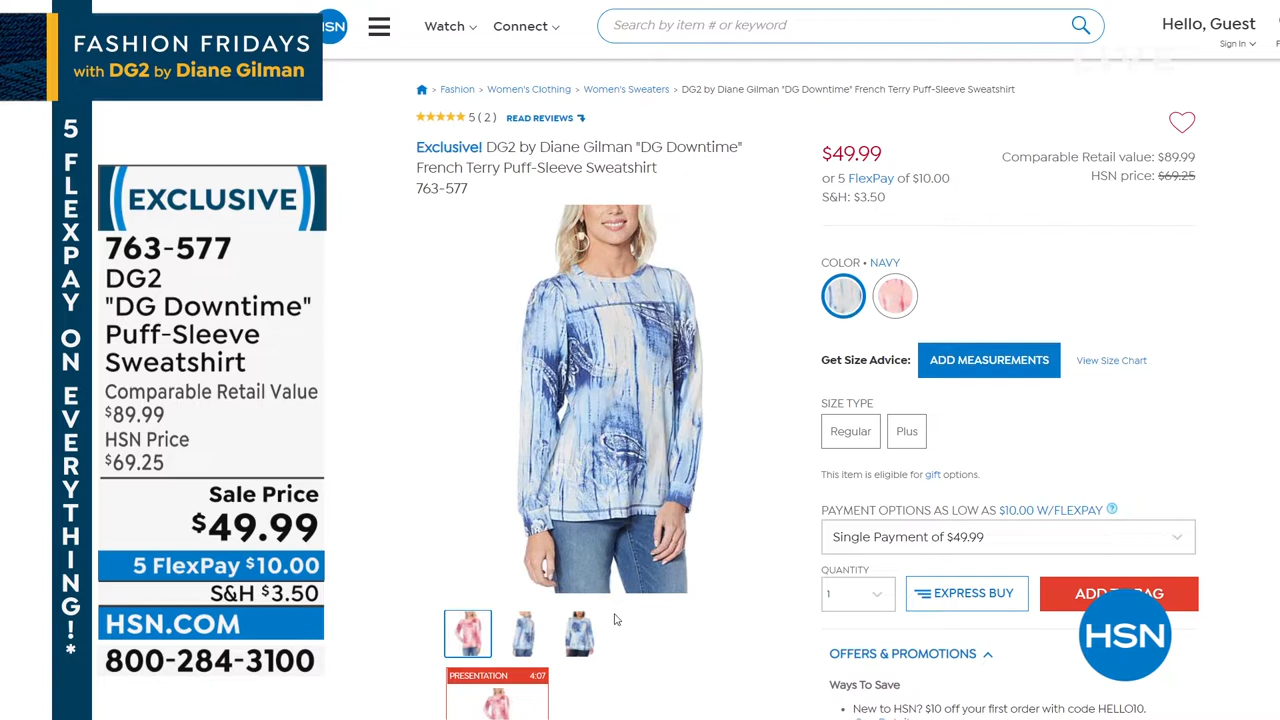 FASHION FRIDAYS
with DG2 by Diane Gilman
5 FLEXPAY ON EVERYTHING!*
EXCLUSIVE
763-577
DG2
"DG Downtime"
Puff-Sleeve
Sweatshirt
Comparable Retail Value
$89.99
HSN Price
$69.25
Sale Price
$49.99
5 FlexPay $10.00
S&H $3.50
HSN.COM
800-284-3100
HSN
Watch
Connect
Search by item # or keyword
Hello, Guest
Sign In
LIVE
Fashion > Women's Clothing > Women's Sweaters > DG2 by Diane Gilman "DG Downtime" French Terry Puff-Sleeve Sweatshirt
5 ( 2 ) READ REVIEWS
Exclusive! DG2 by Diane Gilman "DG Downtime"
French Terry Puff-Sleeve Sweatshirt
763-577
PRESENTATION 4:07
$49.99
or 5 FlexPay of $10.00
S&H: $3.50
Comparable Retail value: $89.99
HSN price: $69.25
COLOR • NAVY
Get Size Advice: ADD MEASUREMENTS View Size Chart
SIZE TYPE
Regular Plus
This item is eligible for gift options.
PAYMENT OPTIONS AS LOW AS $10.00 W/FLEXPAY ?
Single Payment of $49.99
QUANTITY
1
EXPRESS BUY
ADD TO BAG
HSN
OFFERS & PROMOTIONS
Ways To Save
• New to HSN? $10 off your first order with code HELLO10.